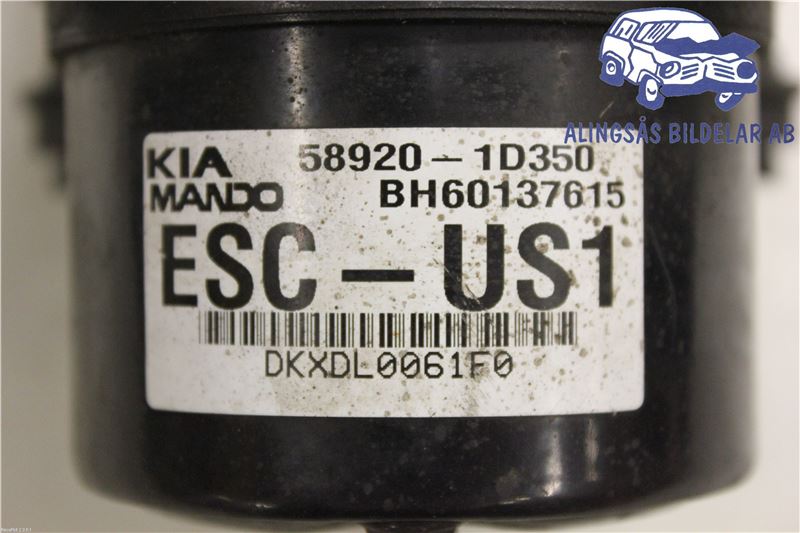 ALINGSÅS BILDELAR AB
KIA 58920-1D350
MANDO BH60137615
ESC-US1
DKXDL0061F0